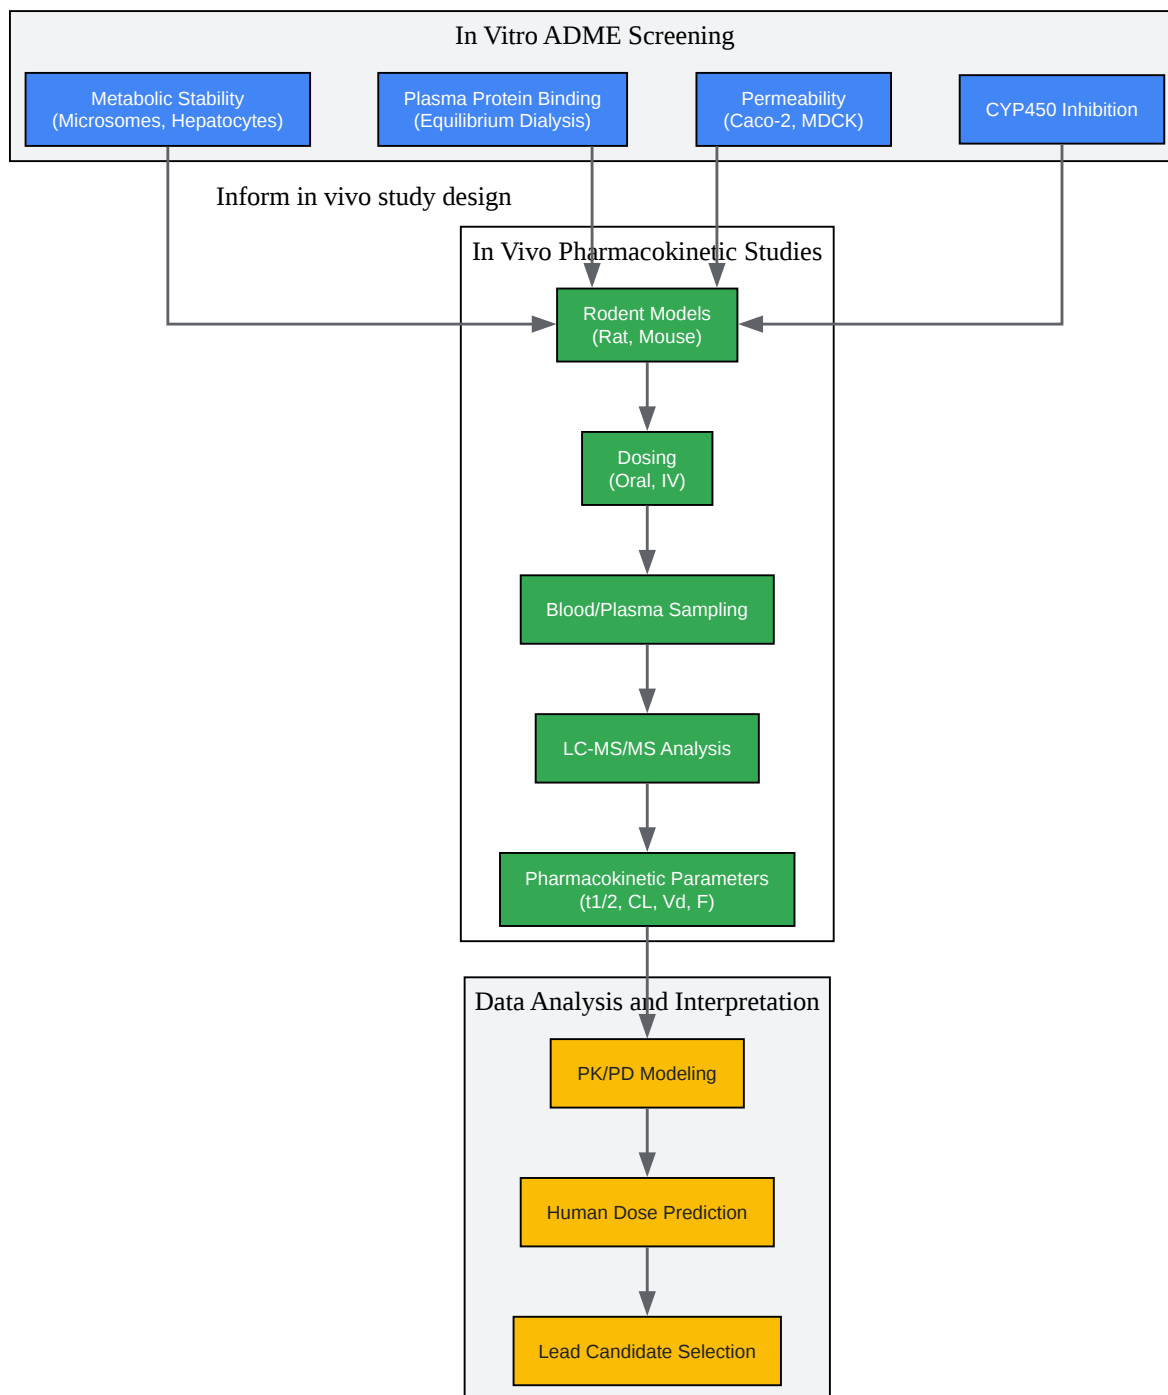 In Vitro ADME Screening
Metabolic Stability
(Microsomes, Hepatocytes)
Plasma Protein Binding
(Equilibrium Dialysis)
Permeability
(Caco-2, MDCK)
CYP450 Inhibition
Inform in vivo study design
In Vivo Pharmacokinetic Studies
Rodent Models
(Rat, Mouse)
Dosing
(Oral, IV)
Blood/Plasma Sampling
LC-MS/MS Analysis
Pharmacokinetic Parameters
(t1/2, CL, Vd, F)
Data Analysis and Interpretation
PK/PD Modeling
Human Dose Prediction
Lead Candidate Selection